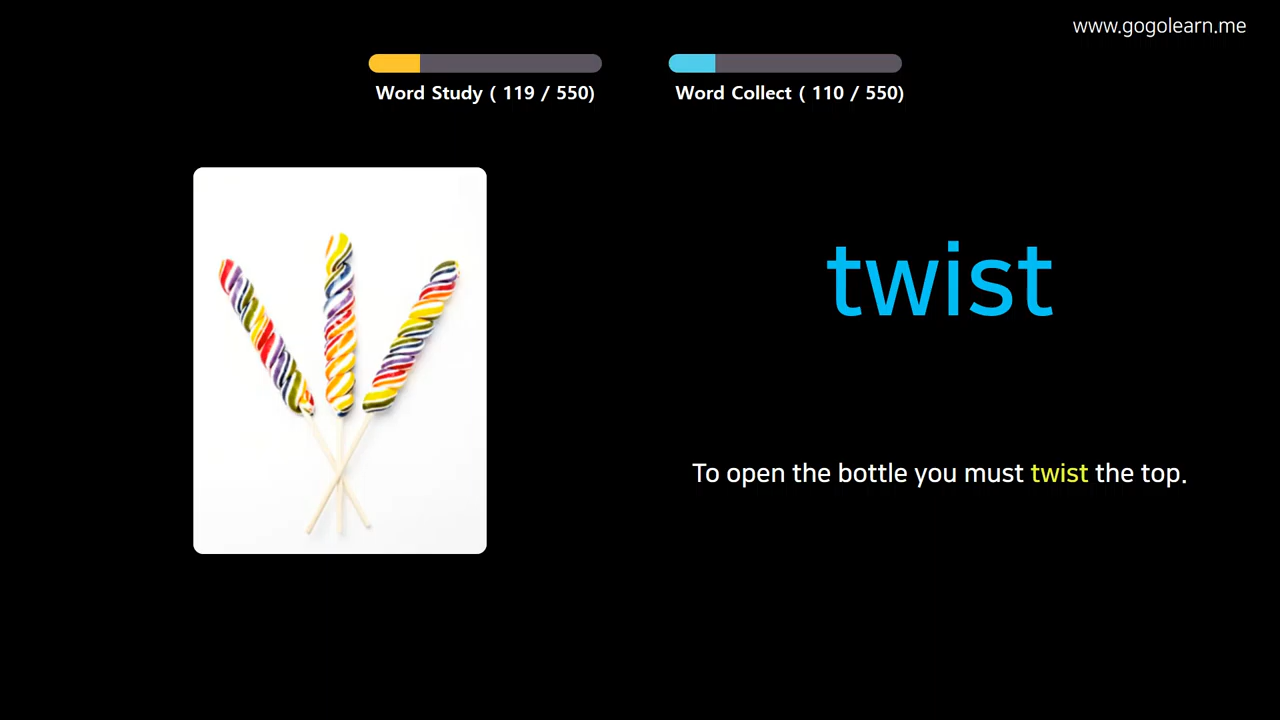 www.gogolearn.me
Word Study ( 119 / 550)
Word Collect ( 110 / 550)
twist
To open the bottle you must twist the top.